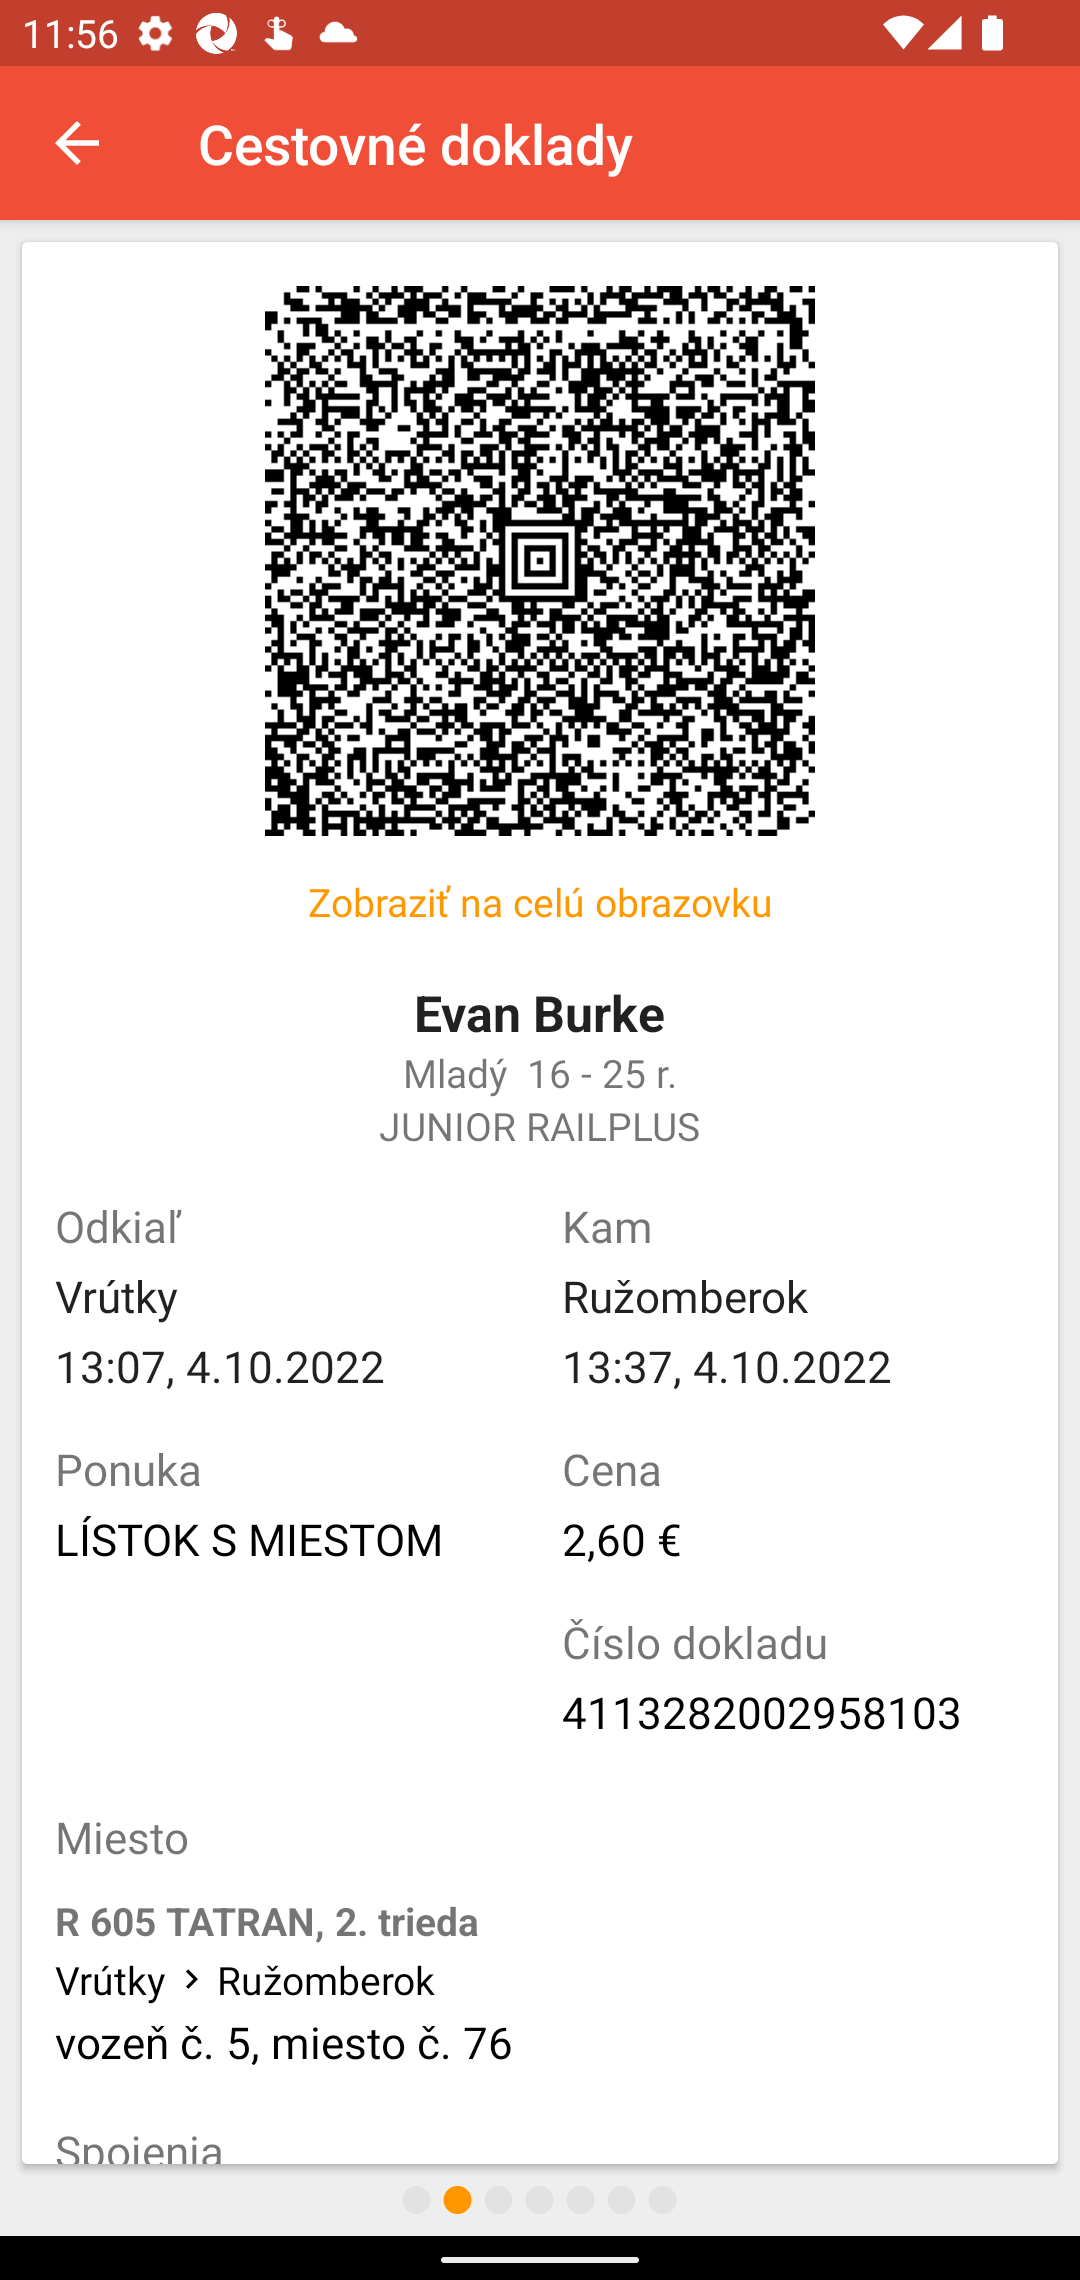 11:56
Cestovné doklady
Zobraziť na celú obrazovku
Evan Burke
Mladý  16 - 25 r.
JUNIOR RAILPLUS
Odkiaľ
Kam
Vrútky
Ružomberok
13:07, 4.10.2022
13:37, 4.10.2022
Ponuka
Cena
LÍSTOK S MIESTOM
2,60 €
Číslo dokladu
4113282002958103
Miesto
R 605 TATRAN, 2. trieda
Vrútky > Ružomberok
vozeň č. 5, miesto č. 76
Spojenia